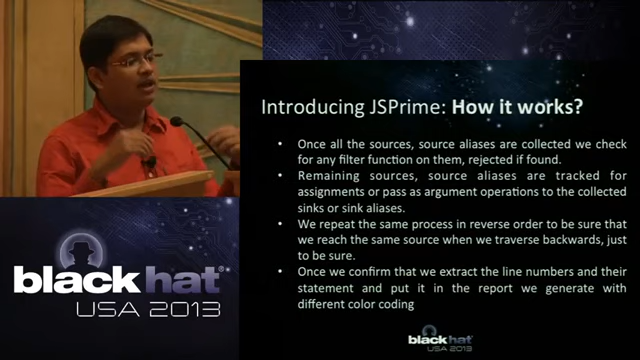 Introducing JSPrime: How it works?
• Once all the sources, source aliases are collected we check
for any filter function on them, rejected if found.
• Remaining sources, source aliases are tracked for
assignments or pass as argument operations to the collected
sinks or sink aliases.
• We repeat the same process in reverse order to be sure that
we reach the same source when we traverse backwards, just
to be sure.
• Once we confirm that we extract the line numbers and their
statement and put it in the report we generate with
different color coding
black hat®
USA 2013
black hat
USA 2013